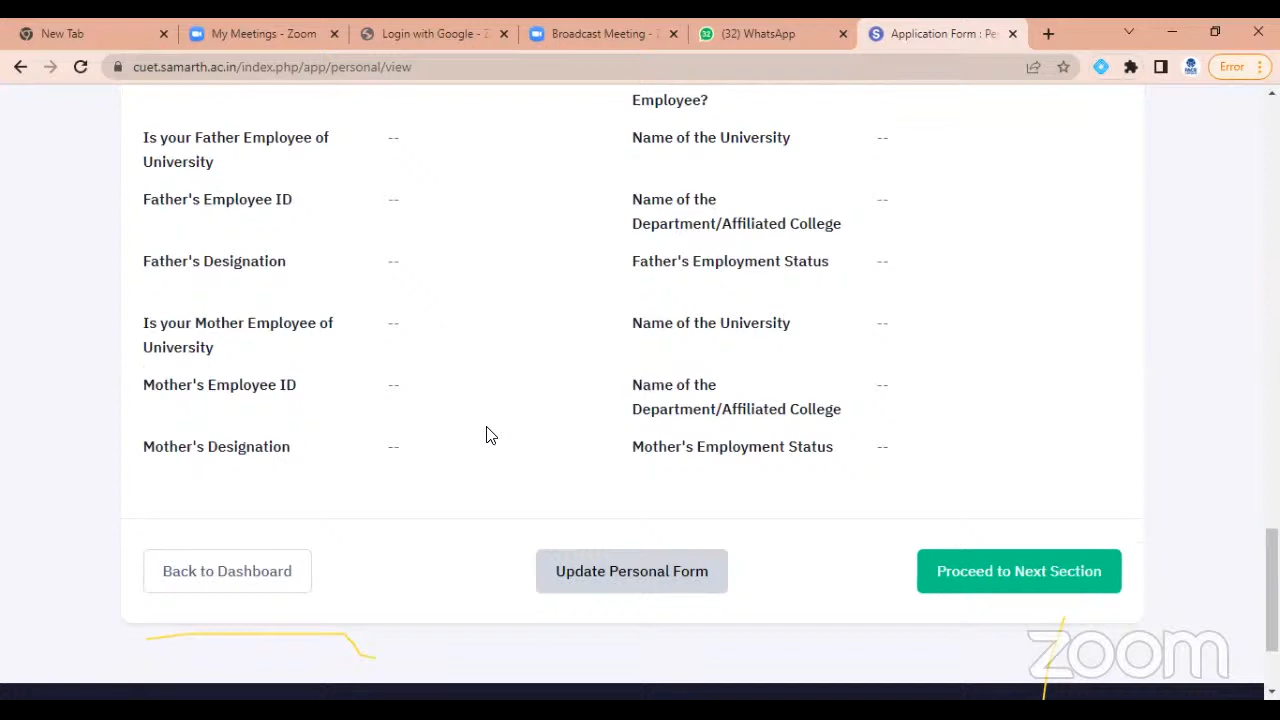 New Tab
My Meetings - Zoom
Login with Google - Z
Broadcast Meeting - Z
(32) WhatsApp
Application Form : Pe
cuet.samarth.ac.in/index.php/app/personal/view
Error
Employee?
Is your Father Employee of
University
--
Name of the University
--
Father's Employee ID
--
Name of the
Department/Affiliated College
--
Father's Designation
--
Father's Employment Status
--
Is your Mother Employee of
University
--
Name of the University
--
Mother's Employee ID
--
Name of the
Department/Affiliated College
--
Mother's Designation
--
Mother's Employment Status
--
Back to Dashboard
Update Personal Form
Proceed to Next Section
zoom